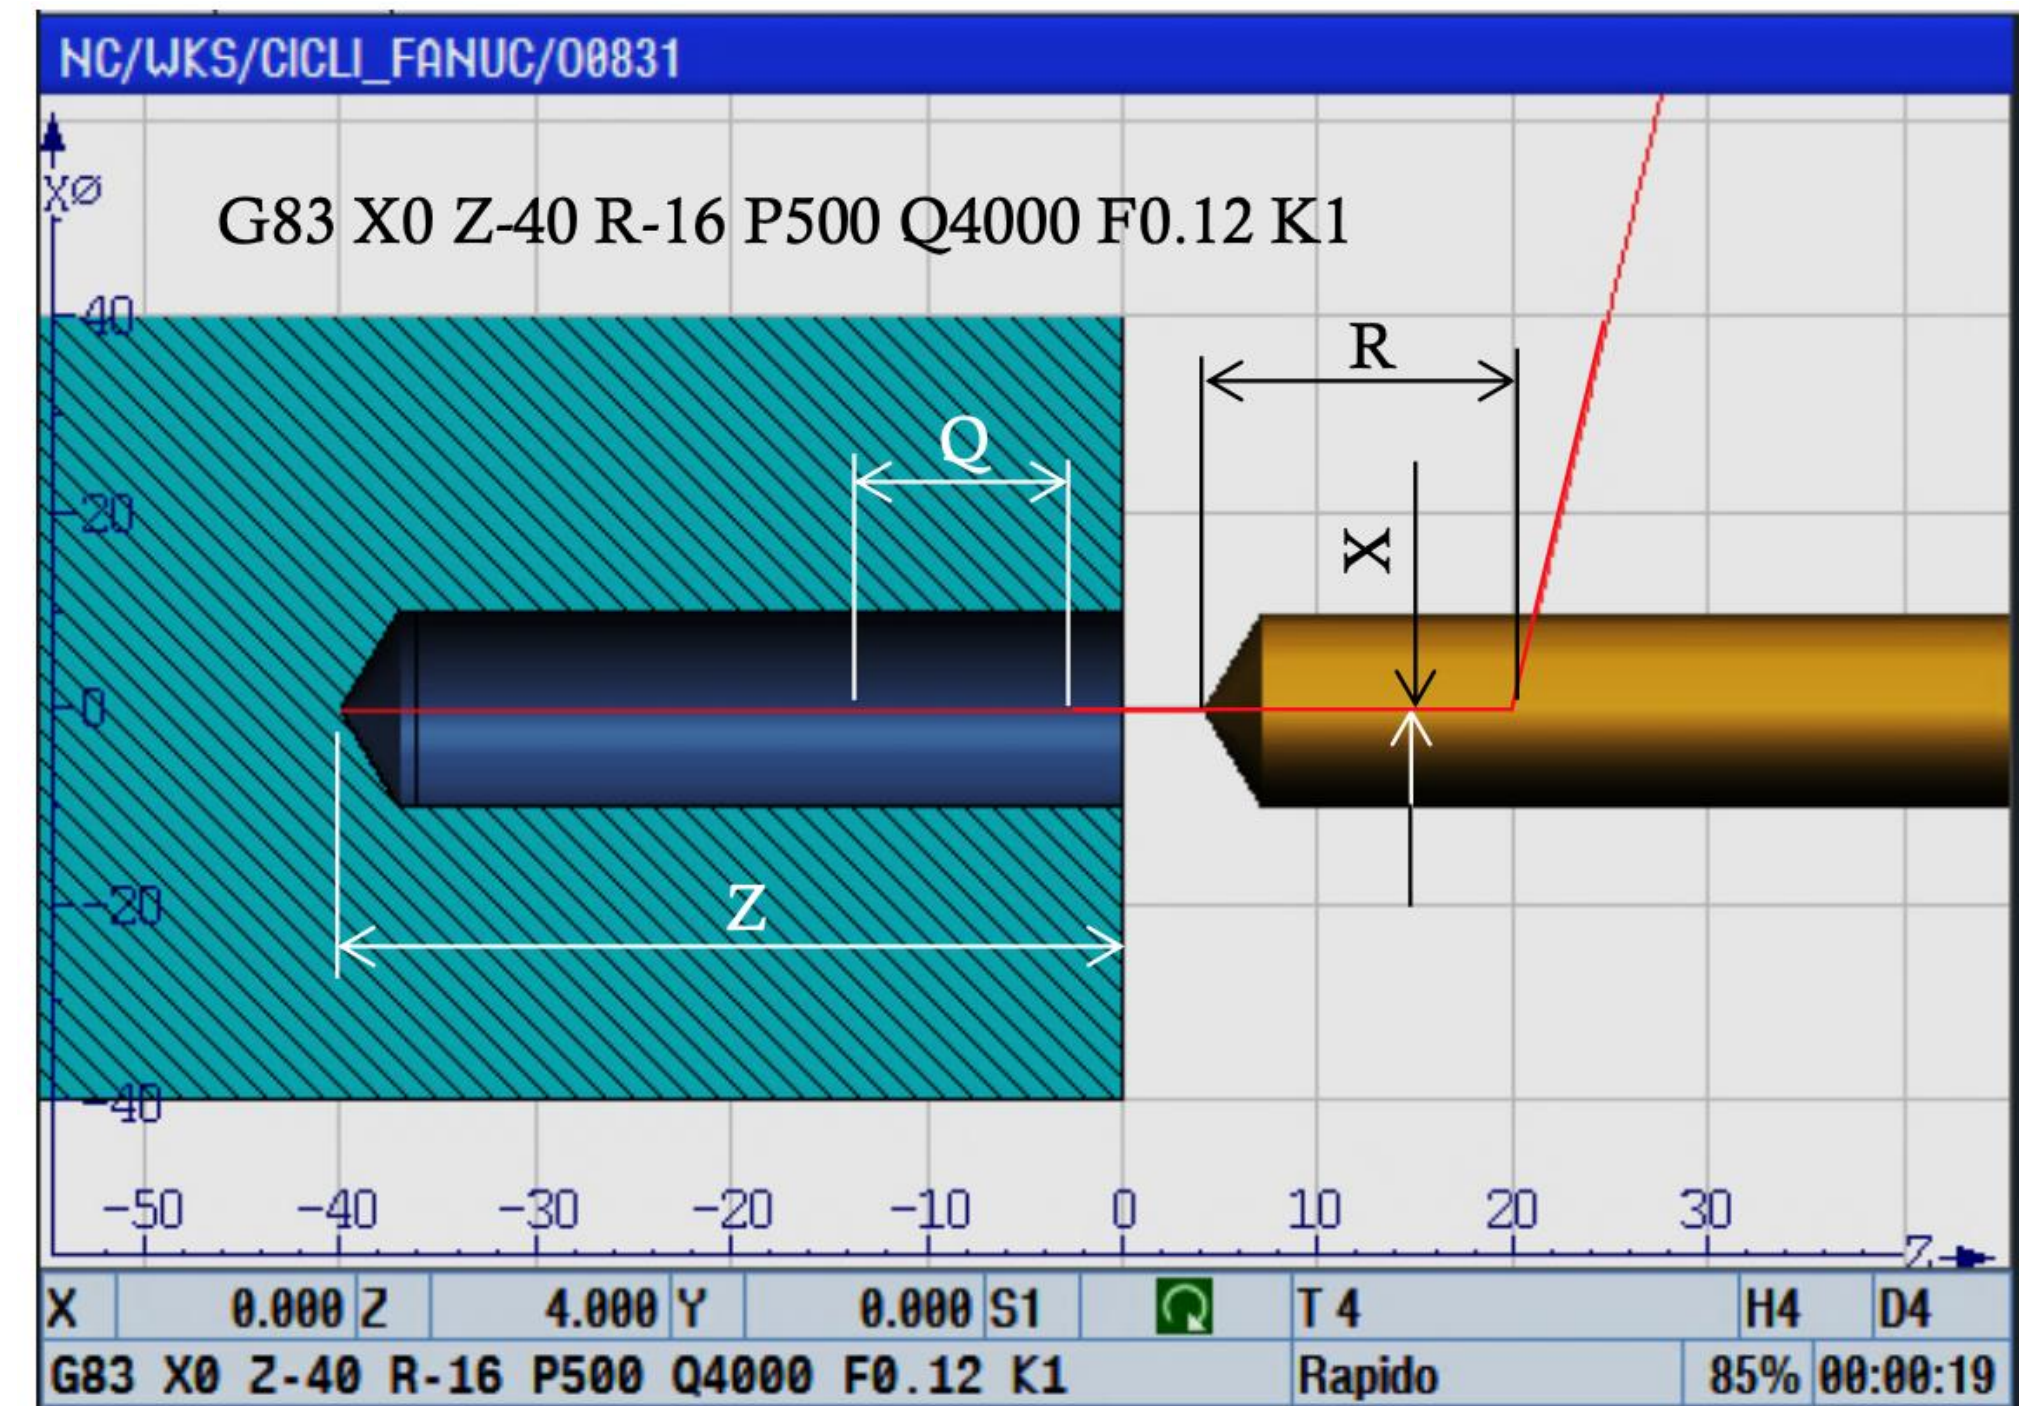 NC/WKS/CICLI_FANUC/O0831
XØ
G83 X0 Z-40 R-16 P500 Q4000 F0.12 K1
40
R
Q
20
X
0
Z
-20
-40
-50 -40 -30 -20 -10 0 10 20 30
Z
X 0.000 Z 4.000 Y 0.000 S1 T 4 H4 D4
G83 X0 Z-40 R-16 P500 Q4000 F0.12 K1 Rapido 85% 00:00:19